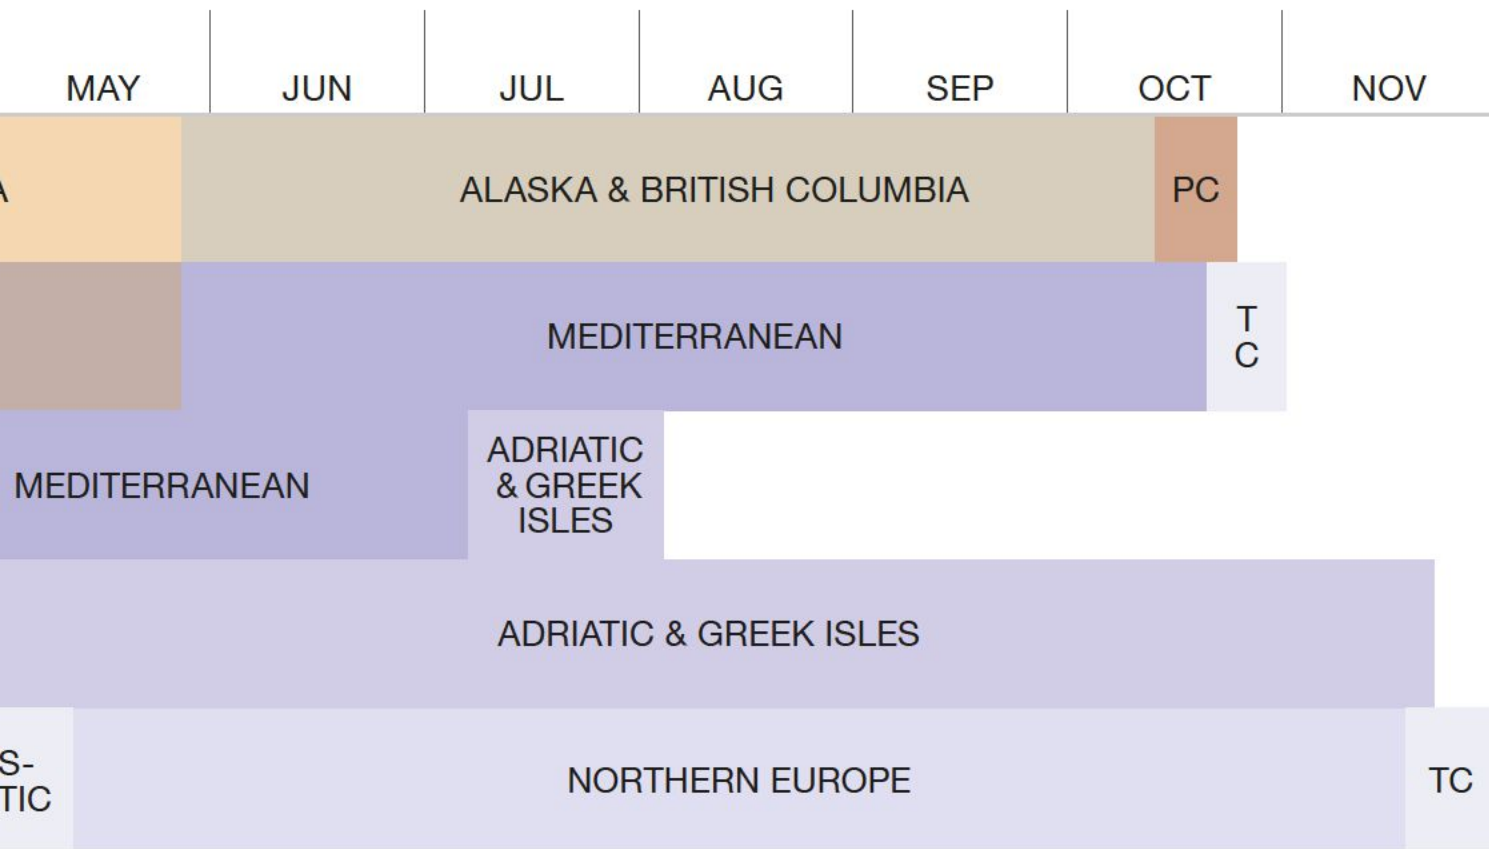 MAY JUN JUL AUG SEP OCT NOV
A
ALASKA & BRITISH COLUMBIA
PC
MEDITERRANEAN
T
C
MEDITERRANEAN
ADRIATIC
& GREEK
ISLES
ADRIATIC & GREEK ISLES
S-
TIC
NORTHERN EUROPE
TC